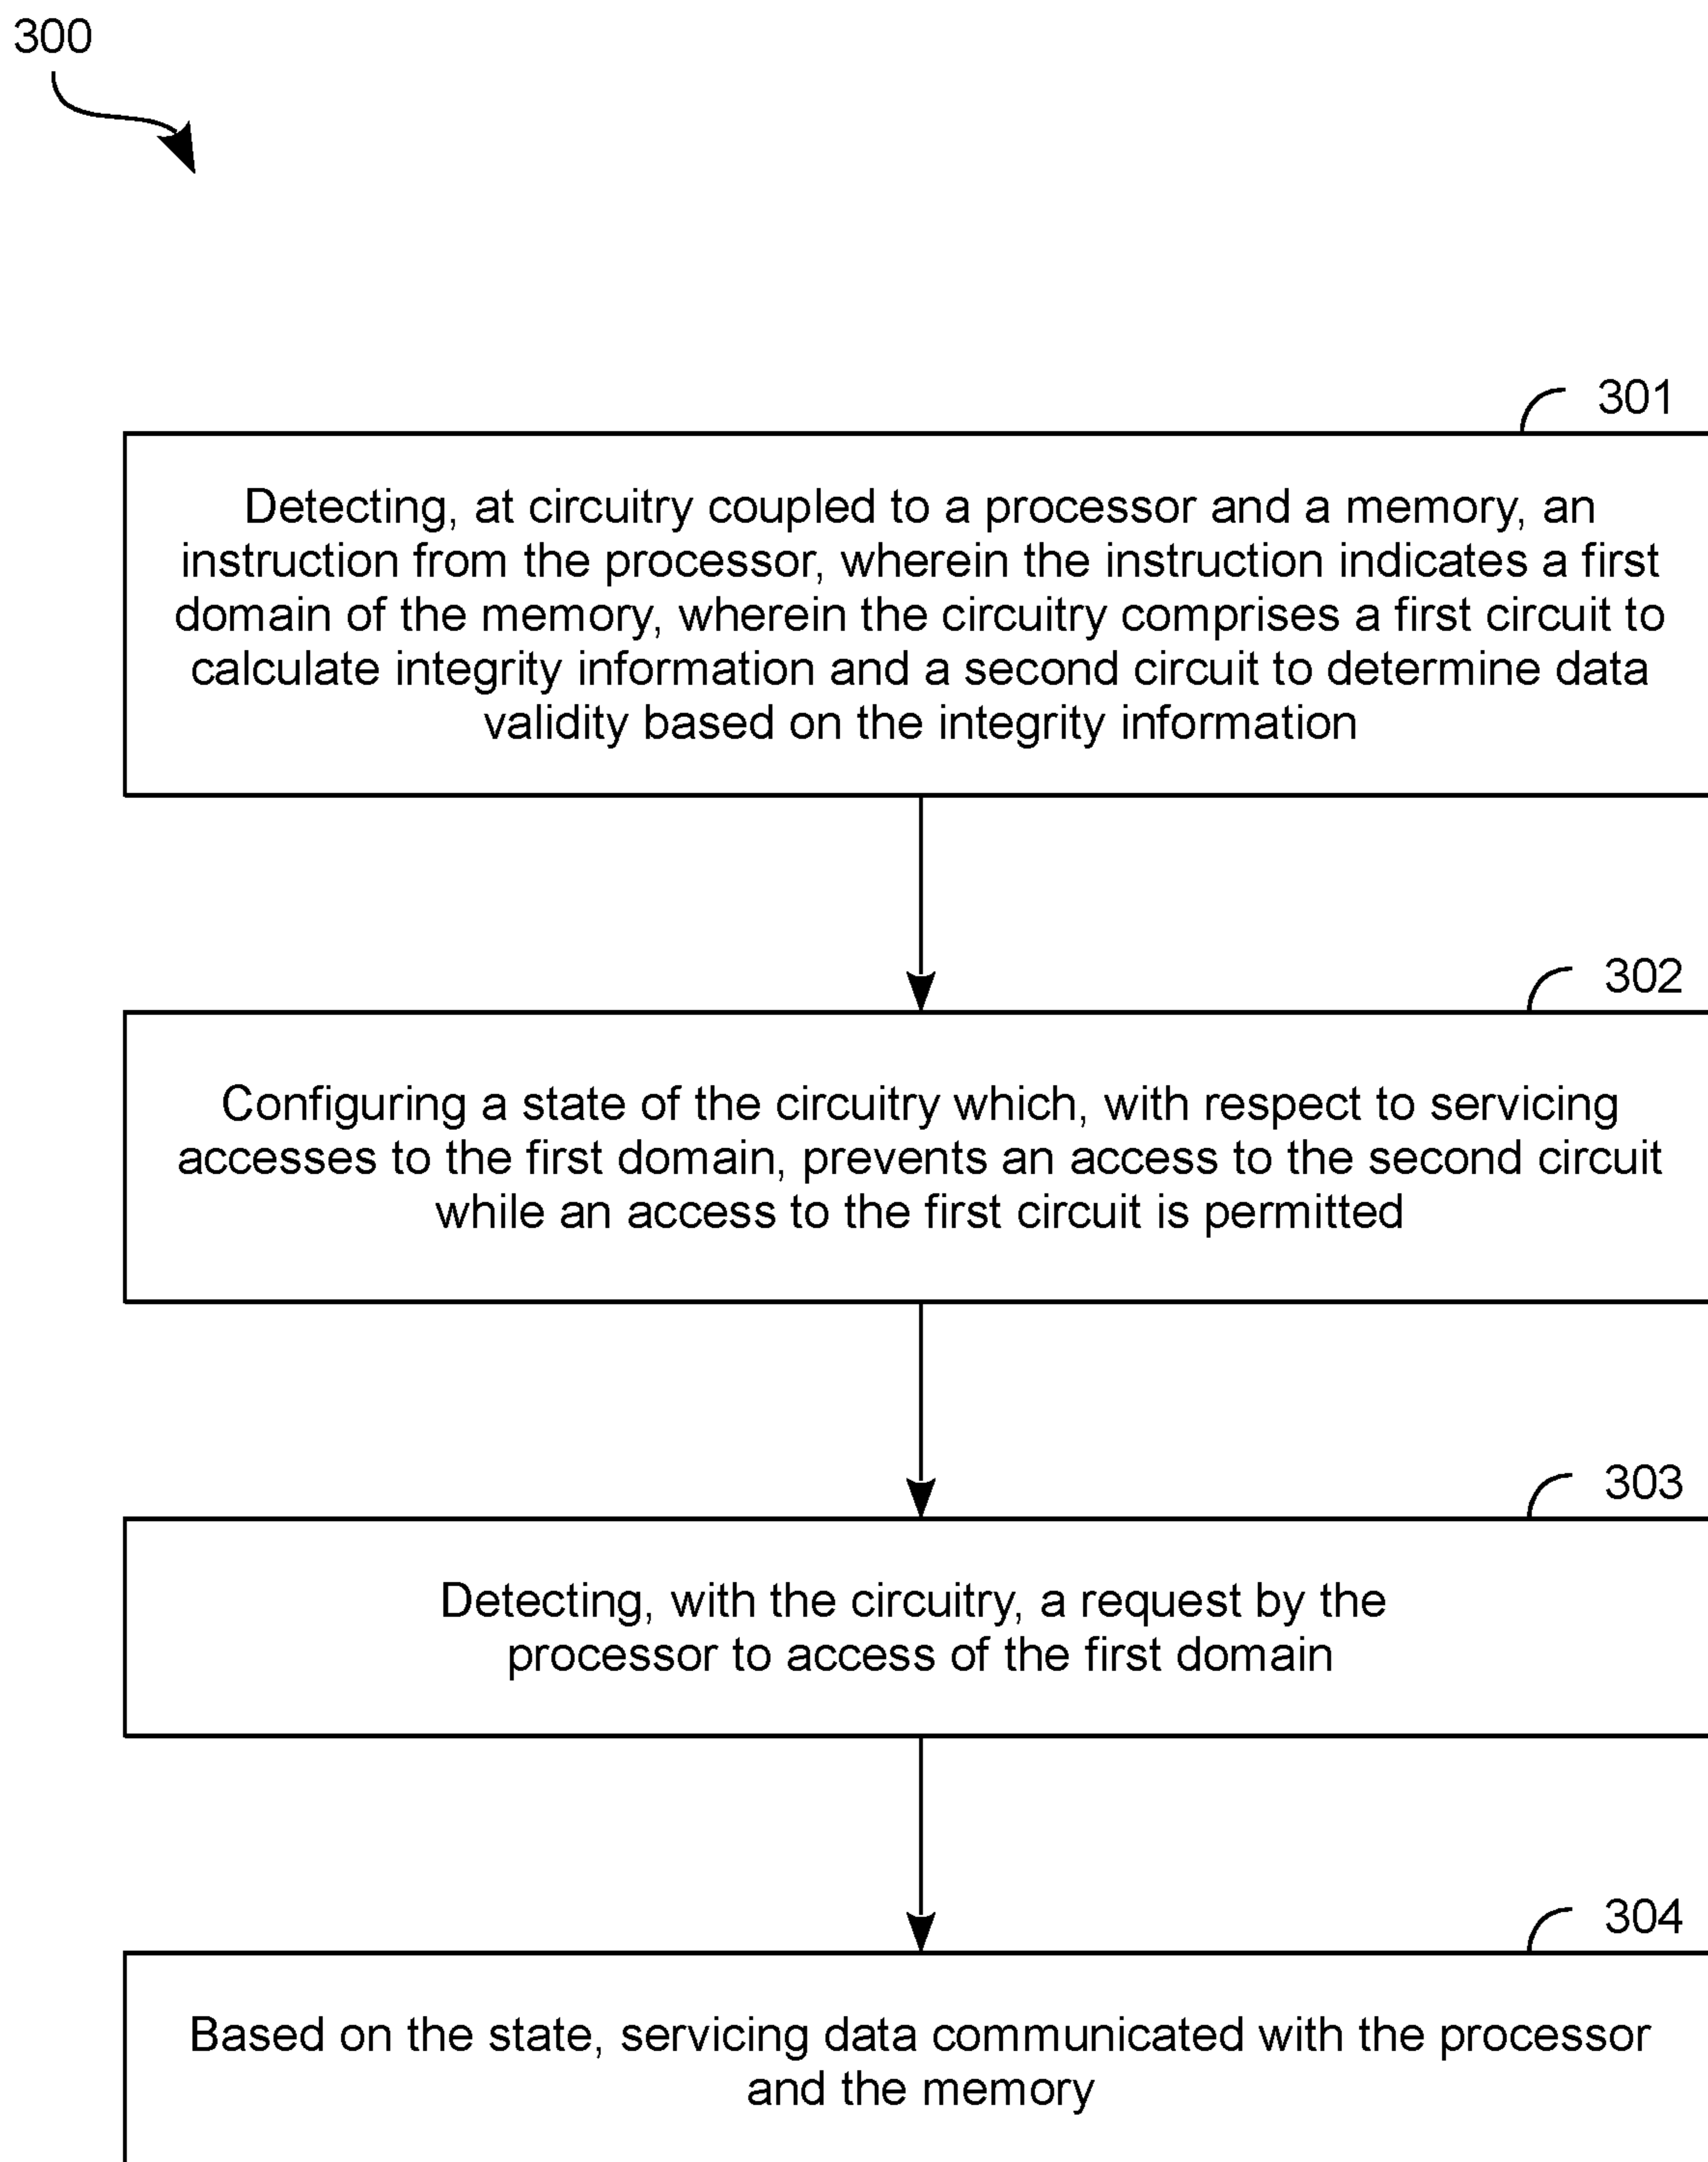 300
301
Detecting, at circuitry coupled to a processor and a memory, an
instruction from the processor, wherein the instruction indicates a first
domain of the memory, wherein the circuitry comprises a first circuit to
calculate integrity information and a second circuit to determine data
validity based on the integrity information
302
Configuring a state of the circuitry which, with respect to servicing
accesses to the first domain, prevents an access to the second circuit
while an access to the first circuit is permitted
303
Detecting, with the circuitry, a request by the
processor to access of the first domain
304
Based on the state, servicing data communicated with the processor
and the memory